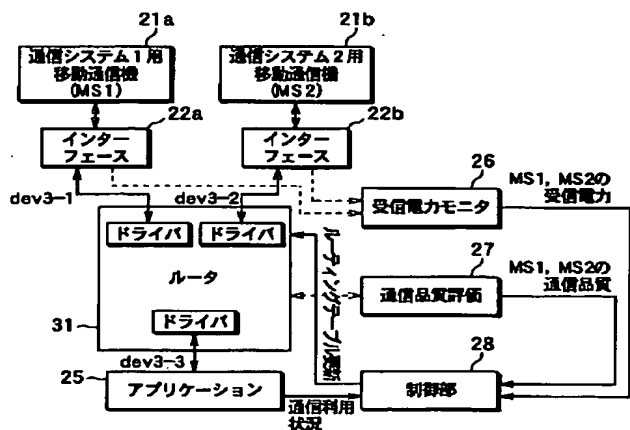 21a
21b
通信システム1用
移動通信機
(MS1)
通信システム2用
移動通信機
(MS2)
22a
22b
インター
フェース
インター
フェース
26
MS1, MS2の
受信電力
dev3-1
dev3-2
受信電力モニタ
ドライバ
ドライバ
27
MS1, MS2の
通信品質
ルータ
ルーティングテーブル更新
通信品質評価
31
ドライバ
28
dev3-3
25
アプリケーション
制御部
通信利用
状況